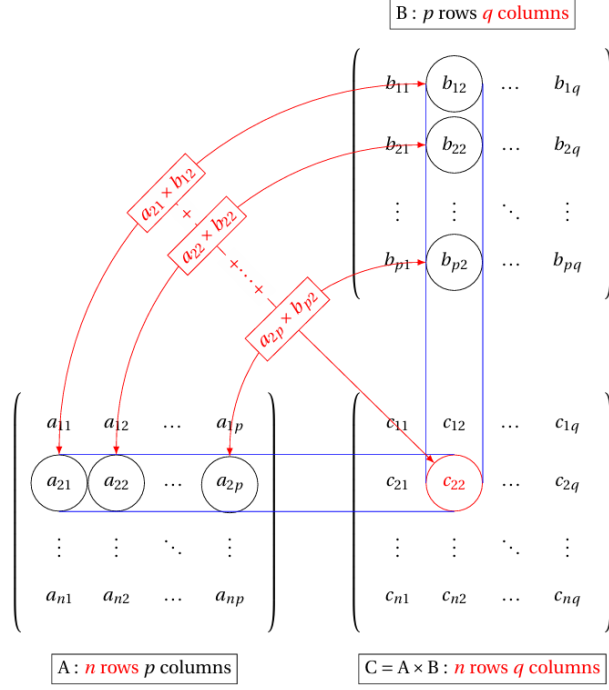 B : p rows q columns
b11 b12 … b1q
b21 b22 … b2q
⋮ ⋮ ⋱ ⋮
bp1 bp2 … bpq
a21 × b12
+
a22 × b22
+…+
a2p × bp2
a11 a12 … a1p
a21 a22 … a2p
⋮ ⋮ ⋱ ⋮
an1 an2 … anp
c11 c12 … c1q
c21 c22 … c2q
⋮ ⋮ ⋱ ⋮
cn1 cn2 … cnq
A : n rows p columns
C = A × B : n rows q columns